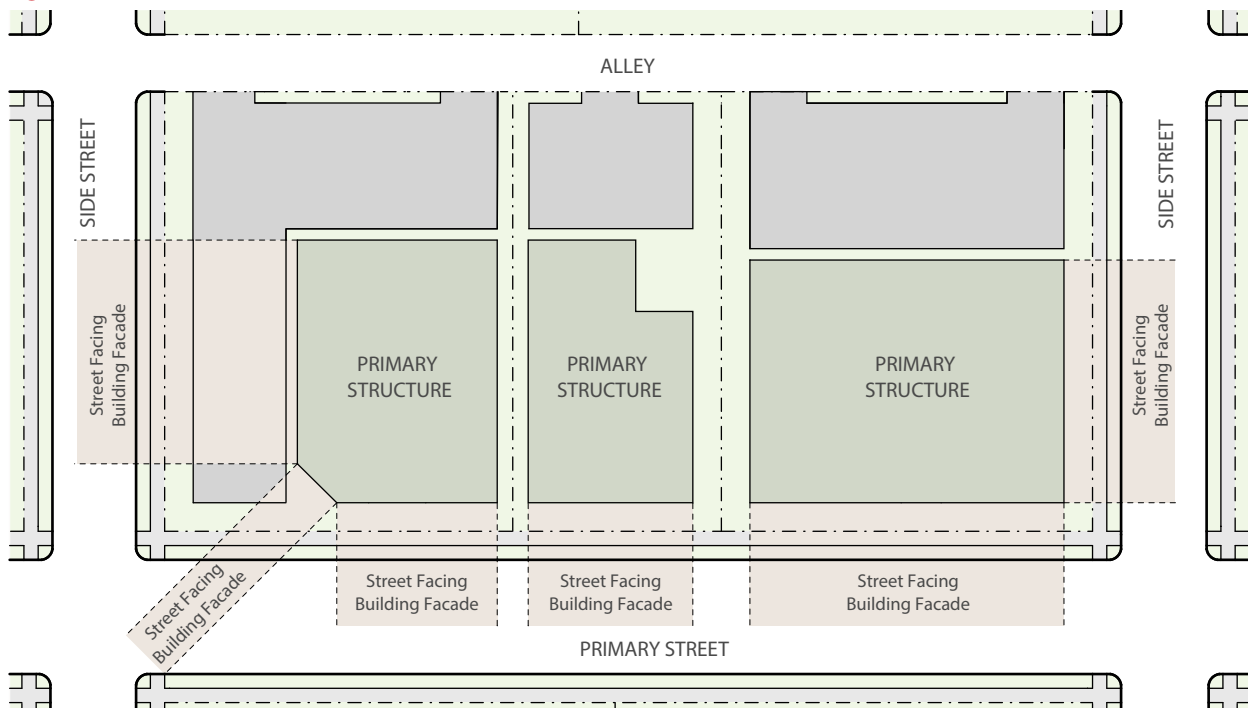 ALLEY
SIDE STREET
SIDE STREET
Street Facing
Building Facade
PRIMARY
STRUCTURE
PRIMARY
STRUCTURE
PRIMARY
STRUCTURE
Street Facing
Building Facade
Street Facing
Building Facade
Street Facing
Building Facade
Street Facing
Building Facade
Street Facing
Building Facade
PRIMARY STREET